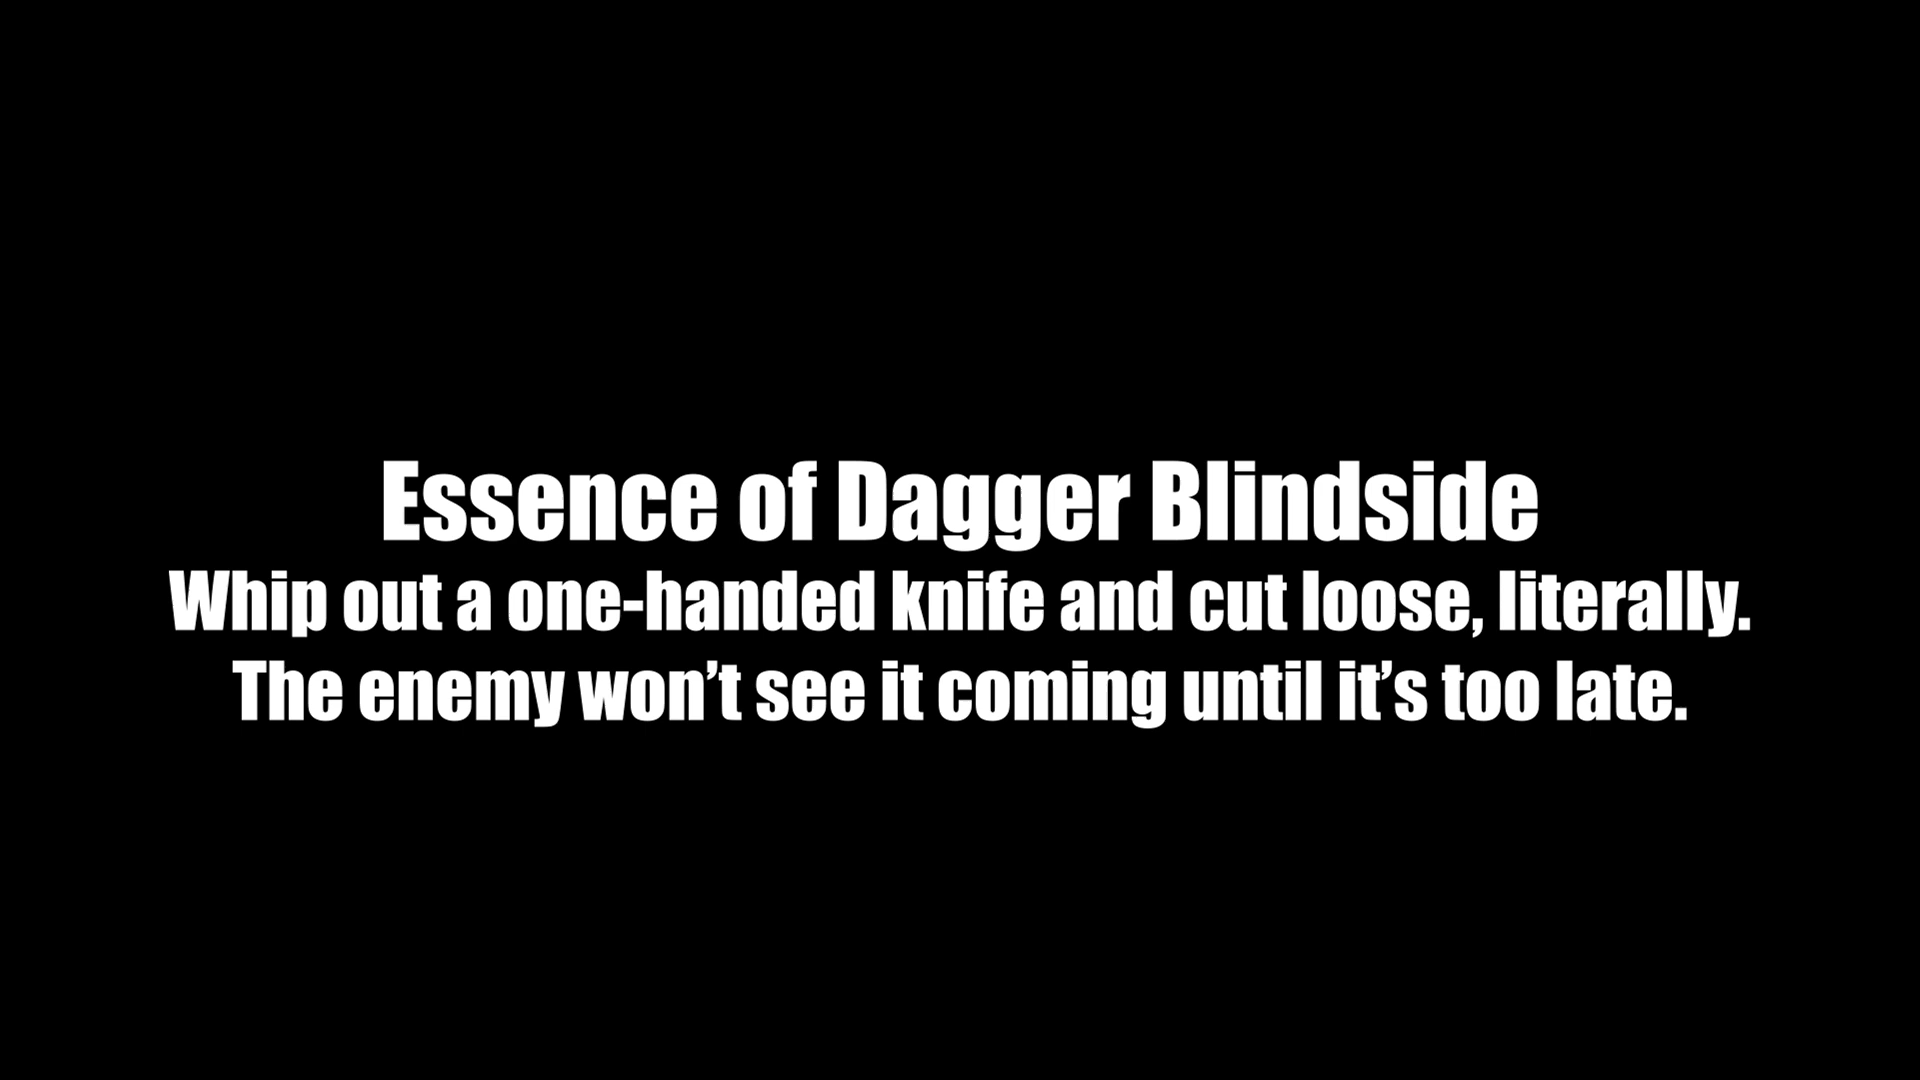 Essence of Dagger Blindside
Whip out a one-handed knife and cut loose, literally.
The enemy won’t see it coming until it’s too late.